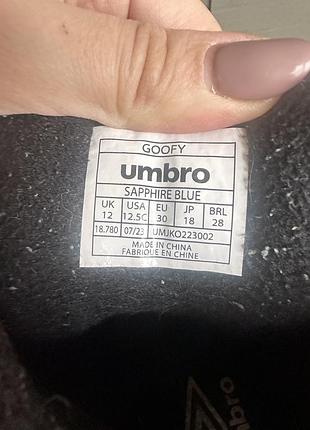 GOOFY
umbro
SAPPHIRE BLUE
UK USA EU JP BRL
12 12.5C 30 18 28
18.780 07/23 UMJKO223002
MADE IN CHINA
FABRIQUE EN CHINE
mbro